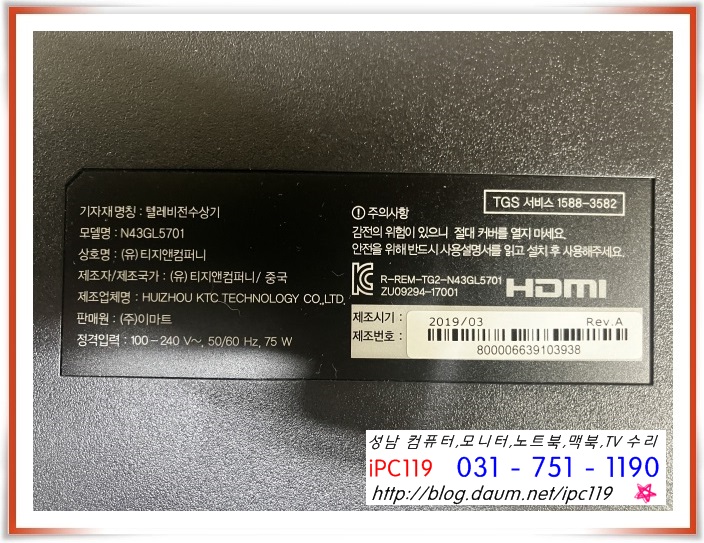 기자재명칭 : 텔레비전수상기
모델명 : N43GL5701
상호명 : (유) 티지앤컴퍼니
제조자/제조국가 : (유) 티지앤컴퍼니/ 중국
제조업체명 : HUIZHOU KTC TECHNOLOGY CO.,LTD.
판매원 : (주)이마트
정격입력 : 100-240 V~, 50/60 Hz, 75 W
TGS 서비스 1588-3582
주의사항
감전의 위험이 있으니 절대 커버를 열지 마세요.
안전을 위해 반드시 사용설명서를 읽고 설치 후 사용해주세요.
R-REM-TG2-N43GL5701
ZU09294-17001
HDMI
제조시기 : 2019/03 Rev.A
제조번호 :
800006639103938
성남 컴퓨터,모니터,노트북,맥북,TV 수리
iPC119 031 - 751 - 1190
http://blog.daum.net/ipc119